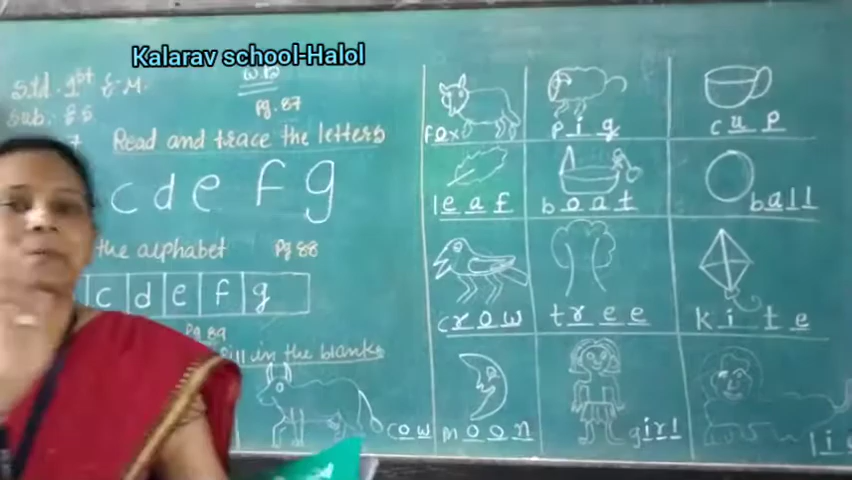 Kalarav school-Halol
Std. 1st E.M.
W.B
Sub.:
Pg. 87
Read and trace the letters
c d e f g
the alphabet Pg 88
c d e f g
Pg 89
fill in the blanks
cow
fox pig cup
leaf boat ball
crow tree kite
moon girl li